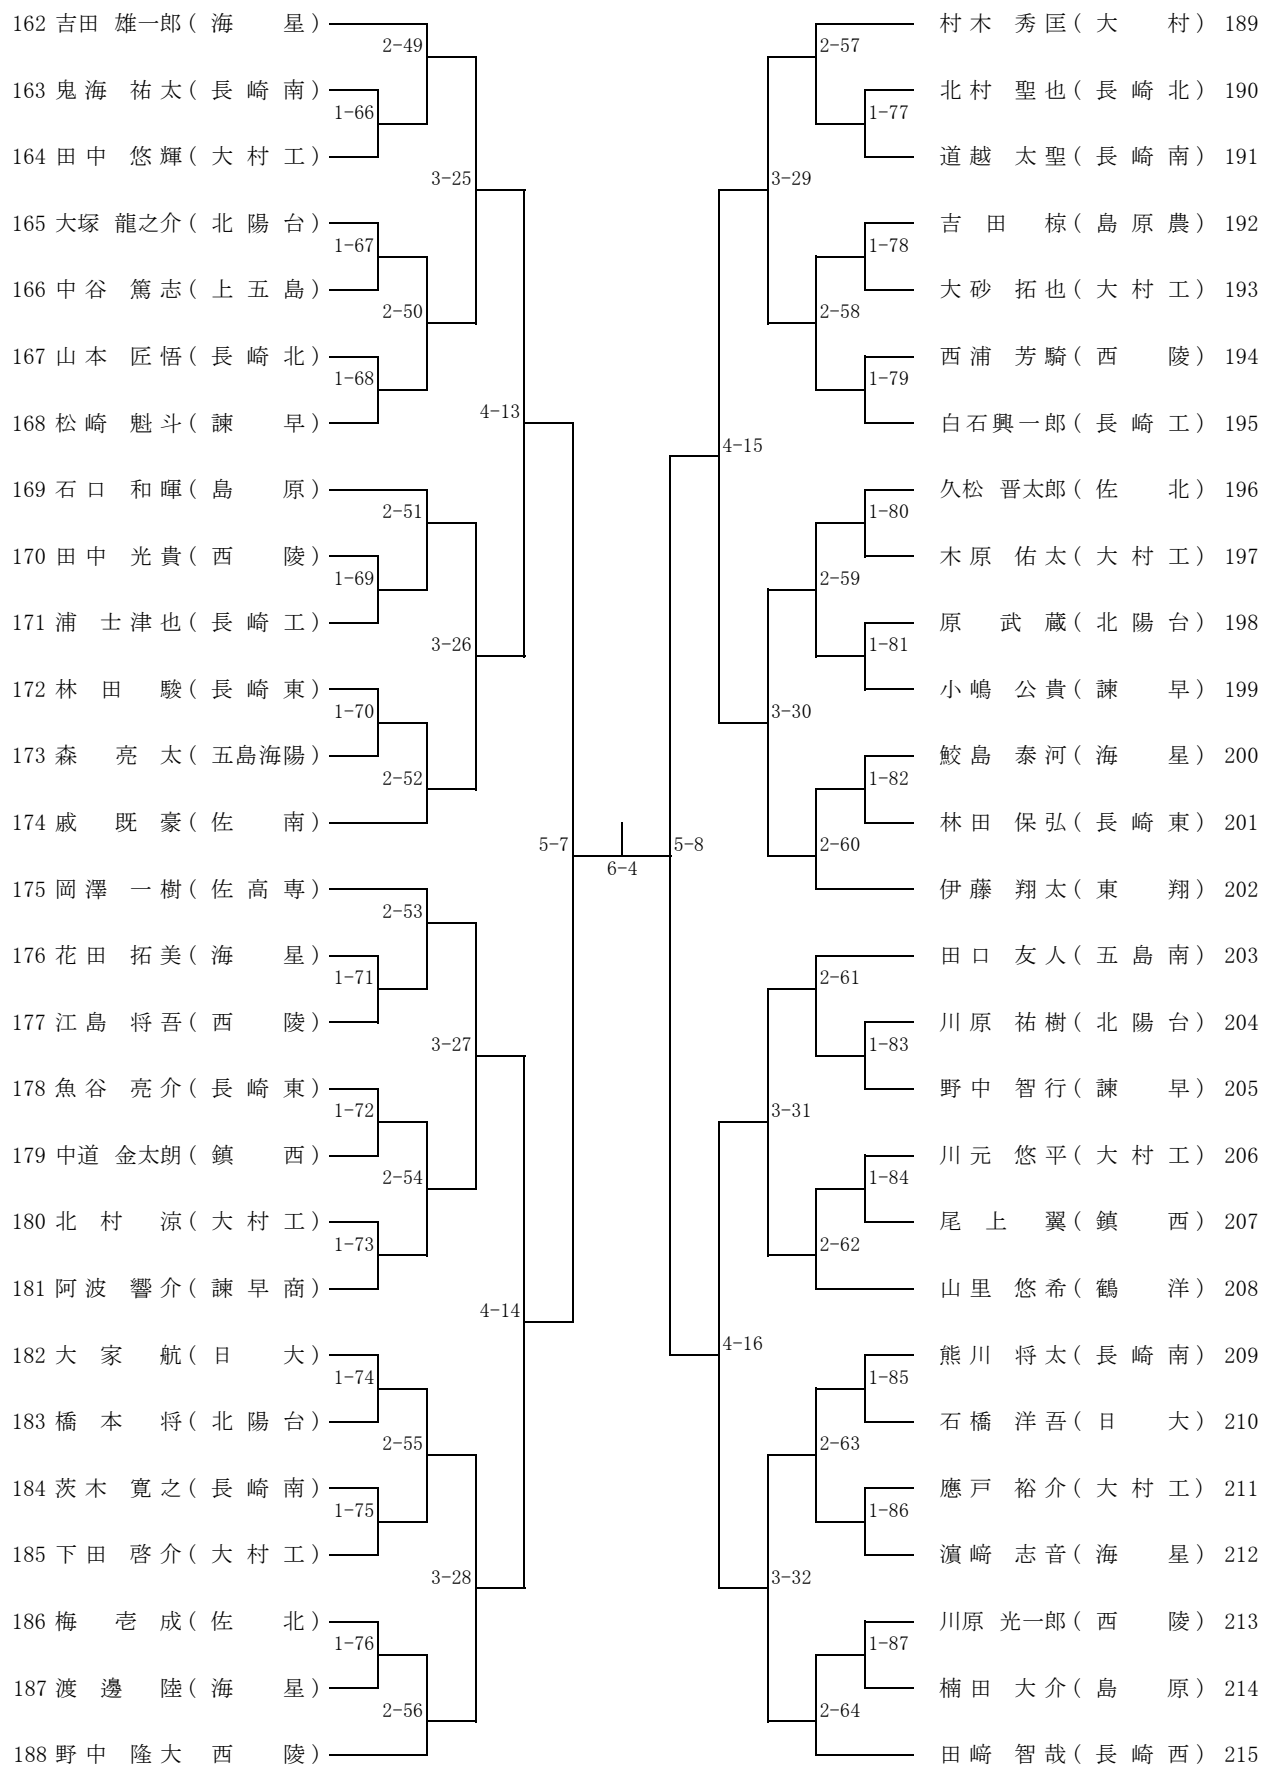 162 吉田 雄一郎 ( 海 星 )
2-49
163 鬼海 祐太 ( 長崎南 )
1-66
164 田中 悠輝 ( 大村工 )
3-25
165 大塚 龍之介 ( 北陽台 )
1-67
166 中谷 篤志 ( 上五島 )
2-50
167 山本 匠悟 ( 長崎北 )
1-68
168 松崎 魁斗 ( 諫 早 )
4-13
169 石口 和暉 ( 島 原 )
2-51
170 田中 光貴 ( 西 陵 )
1-69
171 浦 士津也 ( 長崎工 )
3-26
172 林田 駿 ( 長崎東 )
1-70
173 森 亮太 ( 五島海陽 )
2-52
174 戚 既豪 ( 佐 南 )
5-7
175 岡澤 一樹 ( 佐高専 )
2-53
176 花田 拓美 ( 海 星 )
1-71
177 江島 将吾 ( 西 陵 )
3-27
178 魚谷 亮介 ( 長崎東 )
1-72
179 中道 金太朗 ( 鎮 西 )
2-54
180 北村 涼 ( 大村工 )
1-73
181 阿波 響介 ( 諫早商 )
4-14
182 大家 航 ( 日 大 )
1-74
183 橋本 将 ( 北陽台 )
2-55
184 茨木 寛之 ( 長崎南 )
1-75
185 下田 啓介 ( 大村工 )
3-28
186 梅 壱成 ( 佐 北 )
1-76
187 渡邊 陸 ( 海 星 )
2-56
188 野中 隆大 西 陵 )
6-4
村木 秀匡 ( 大 村 ) 189
2-57
北村 聖也 ( 長崎北 ) 190
1-77
道越 太聖 ( 長崎南 ) 191
3-29
吉田 椋 ( 島原農 ) 192
1-78
大砂 拓也 ( 大村工 ) 193
2-58
西浦 芳騎 ( 西 陵 ) 194
1-79
白石興一郎 ( 長崎工 ) 195
4-15
久松 晋太郎 ( 佐 北 ) 196
1-80
木原 佑太 ( 大村工 ) 197
2-59
原 武蔵 ( 北陽台 ) 198
1-81
小嶋 公貴 ( 諫 早 ) 199
3-30
鮫島 泰河 ( 海 星 ) 200
1-82
林田 保弘 ( 長崎東 ) 201
2-60
5-8
伊藤 翔太 ( 東 翔 ) 202
田口 友人 ( 五島南 ) 203
2-61
川原 祐樹 ( 北陽台 ) 204
1-83
野中 智行 ( 諫 早 ) 205
3-31
川元 悠平 ( 大村工 ) 206
1-84
尾上 翼 ( 鎮 西 ) 207
2-62
山里 悠希 ( 鶴 洋 ) 208
4-16
熊川 将太 ( 長崎南 ) 209
1-85
石橋 洋吾 ( 日 大 ) 210
2-63
應戸 裕介 ( 大村工 ) 211
1-86
濵﨑 志音 ( 海 星 ) 212
3-32
川原 光一郎 ( 西 陵 ) 213
1-87
楠田 大介 ( 島 原 ) 214
2-64
田﨑 智哉 ( 長崎西 ) 215